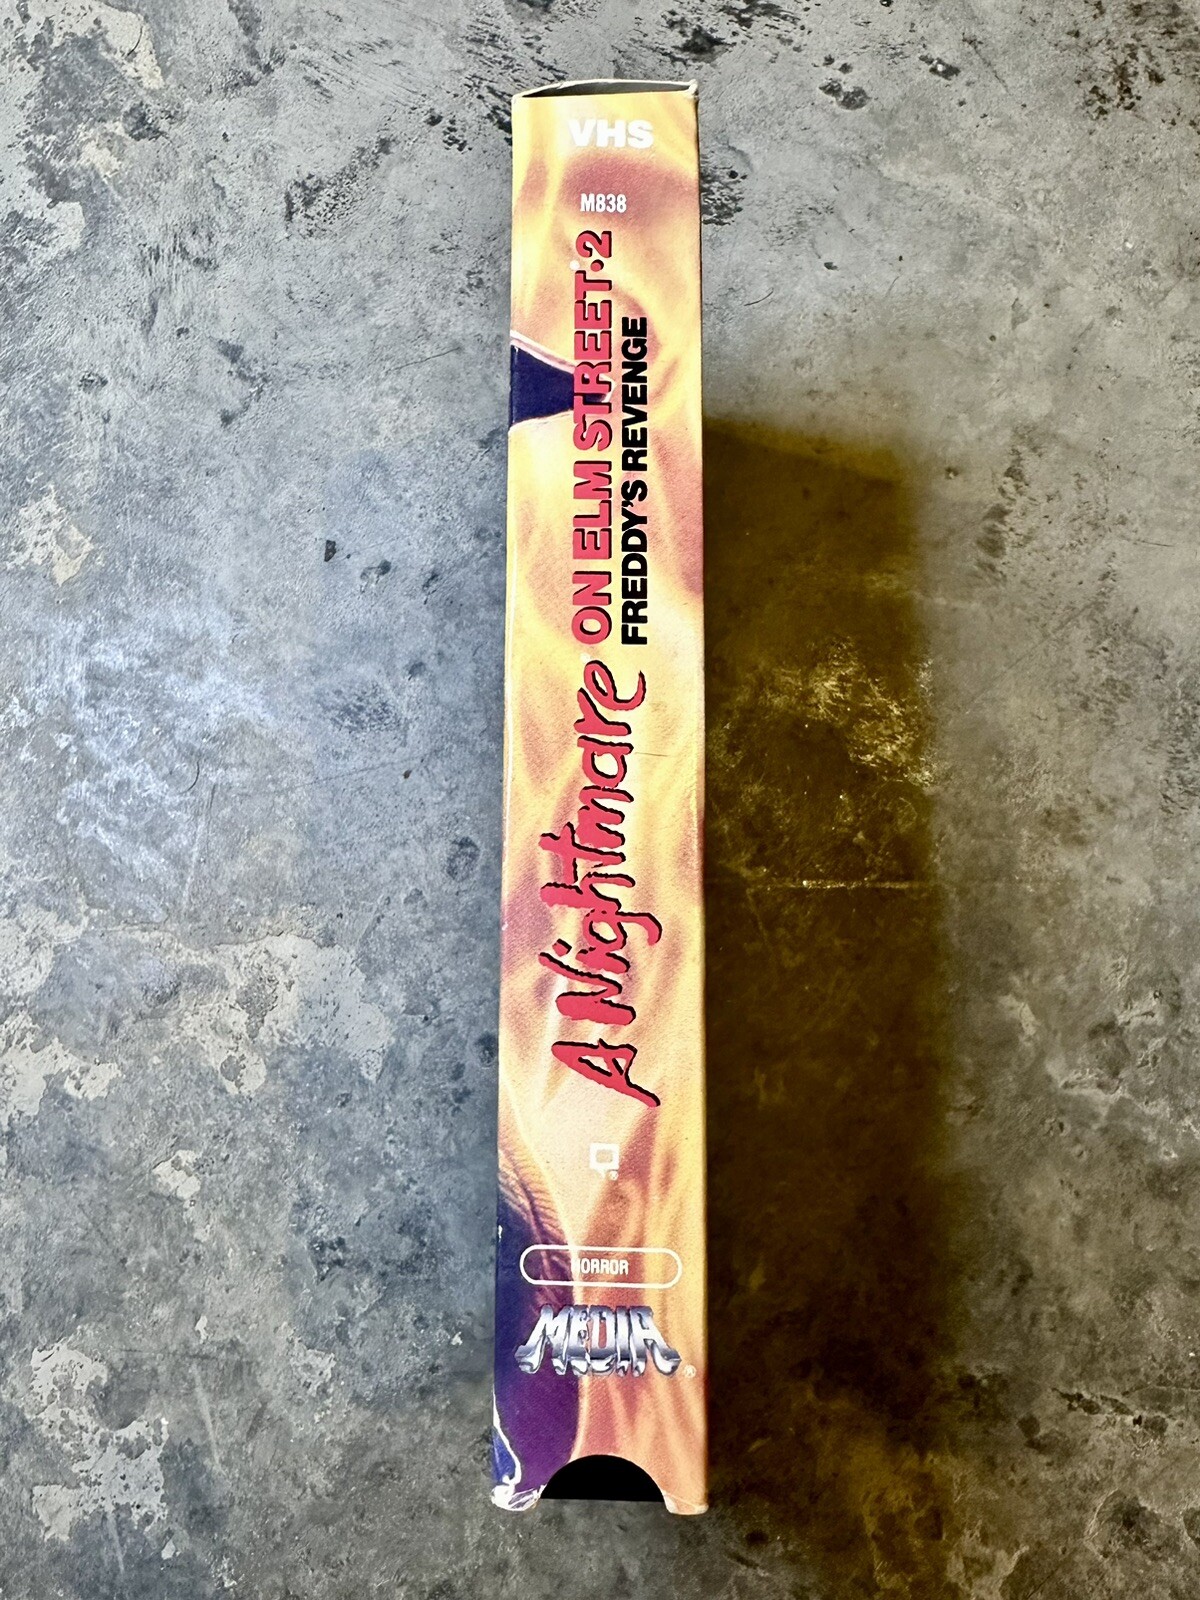 VHS
M838
A Nightmare ON ELM STREET·2
FREDDY'S REVENGE
HORROR
MEDIA®